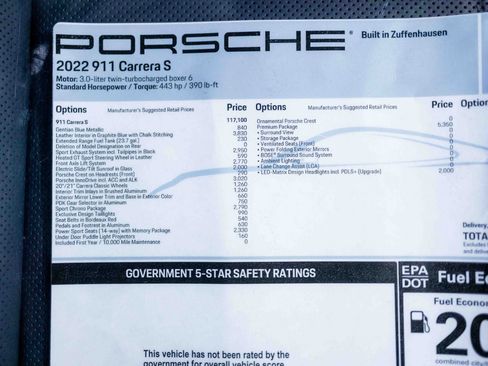 PORSCHE®
Built in Zuffenhausen
2022 911 Carrera S
Motor: 3.0-liter twin-turbocharged boxer 6
Standard Horsepower / Torque: 443 hp / 390 lb-ft
Options Manufacturer's Suggested Retail Prices Price
911 Carrera S 117,100
Gentian Blue Metallic 840
Leather Interior in Graphite Blue with Chalk Stitching 3,830
Extended Range Fuel Tank (23.7 gal.) 230
Deletion of Model Designation on Rear 0
Sport Exhaust System incl. Tailpipes in Black 2,950
Heated GT Sport Steering Wheel in Leather 590
Front Axle Lift System 2,770
Electric Slide/Tilt Sunroof in Glass 2,000
Porsche Crest on Headrests (Front) 290
Porsche InnoDrive incl. ACC and ALK 3,020
20"/21" Carrera Classic Wheels 1,260
Interior Trim Inlays in Brushed Aluminum 1,260
Exterior Mirror Lower Trim and Base in Exterior Color 660
PDK Gear Selector in Aluminum 750
Sport Chrono Package 2,790
Exclusive Design Taillights 990
Seat Belts in Bordeaux Red 540
Pedals and Footrest in Aluminum 630
Power Sport Seats (14-way) with Memory Package 2,330
Under Door Puddle Light Projectors 160
Included First Year / 10,000 Mile Maintenance 0
Options Manufacturer's Suggested Retail Prices Price
Ornamental Porsche Crest 0
Premium Package 5,350
• Surround View 0
• Storage Package 0
• Ventilated Seats (Front) 0
• Power Folding Exterior Mirrors 0
• BOSE® Surround Sound System 0
• Ambient Lighting 0
• Lane Change Assist (LCA) 0
• LED-Matrix Design Headlights incl. PDLS+ (Upgrade) 2,000
Delivery,
TOTA
Excludes
GOVERNMENT 5-STAR SAFETY RATINGS
This vehicle has not been rated by the
government for overall vehicle score
EPA
DOT
Fuel E
Fuel Econo
20
combined city/